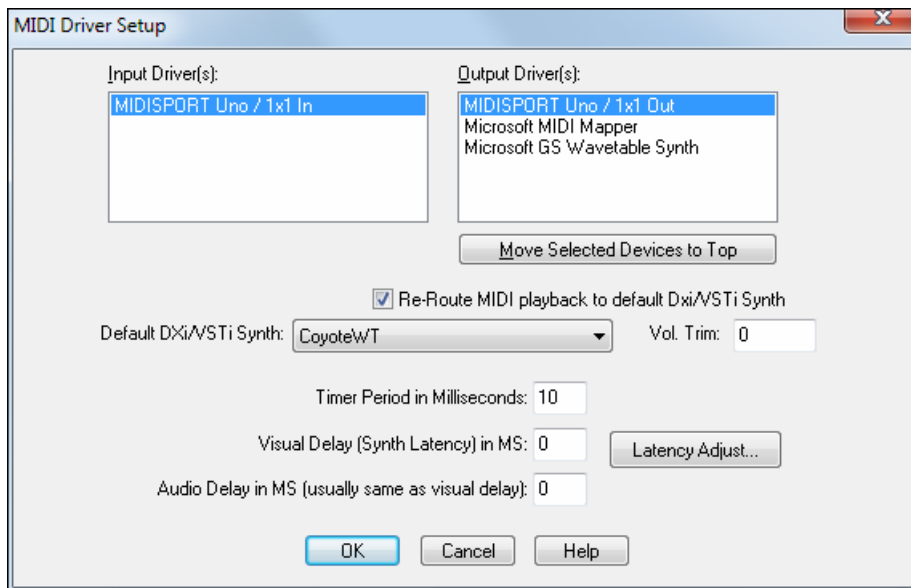 MIDI Driver Setup
Input Driver(s):
MIDISPORT Uno / 1x1 In
Output Driver(s):
MIDISPORT Uno / 1x1 Out
Microsoft MIDI Mapper
Microsoft GS Wavetable Synth
Move Selected Devices to Top
Re-Route MIDI playback to default Dxi/VSTi Synth
Default DXi/VSTi Synth: CoyoteWT Vol. Trim: 0
Timer Period in Milliseconds: 10
Visual Delay (Synth Latency) in MS: 0 Latency Adjust...
Audio Delay in MS (usually same as visual delay): 0
OK Cancel Help